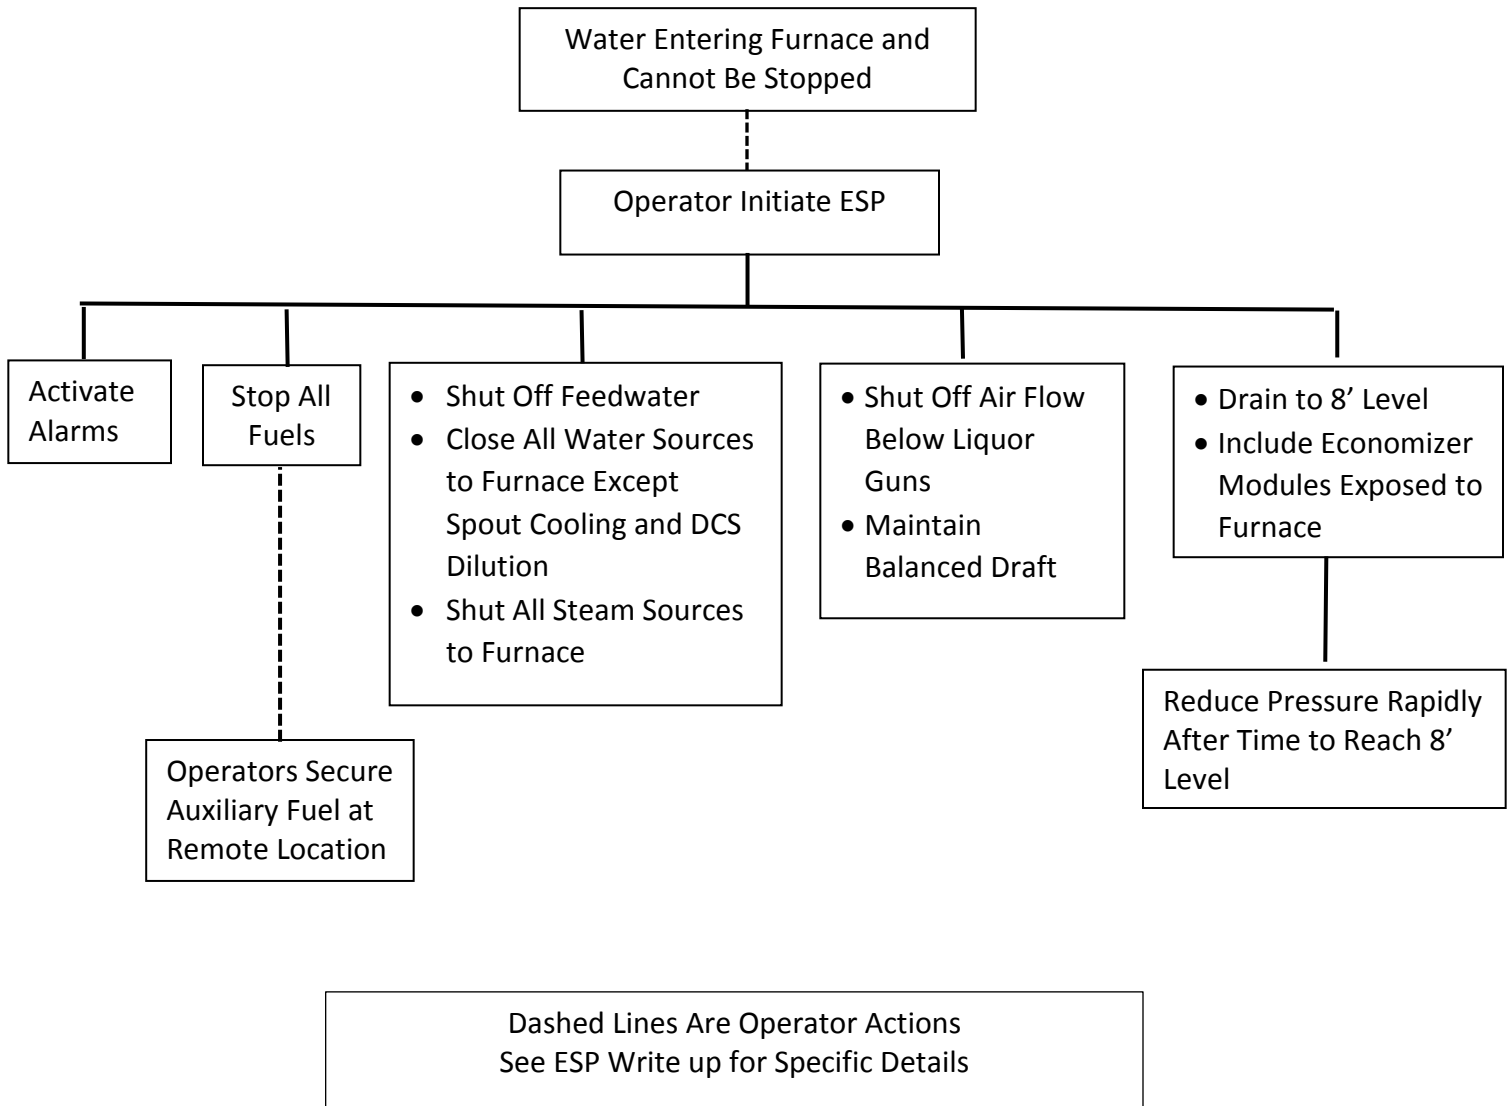 Water Entering Furnace and
Cannot Be Stopped
Operator Initiate ESP
Activate
Alarms
Stop All
Fuels
• Shut Off Feedwater
• Close All Water Sources
to Furnace Except
Spout Cooling and DCS
Dilution
• Shut All Steam Sources
to Furnace
• Shut Off Air Flow
Below Liquor
Guns
• Maintain
Balanced Draft
• Drain to 8’ Level
• Include Economizer
Modules Exposed to
Furnace
Operators Secure
Auxiliary Fuel at
Remote Location
Reduce Pressure Rapidly
After Time to Reach 8’
Level
Dashed Lines Are Operator Actions
See ESP Write up for Specific Details